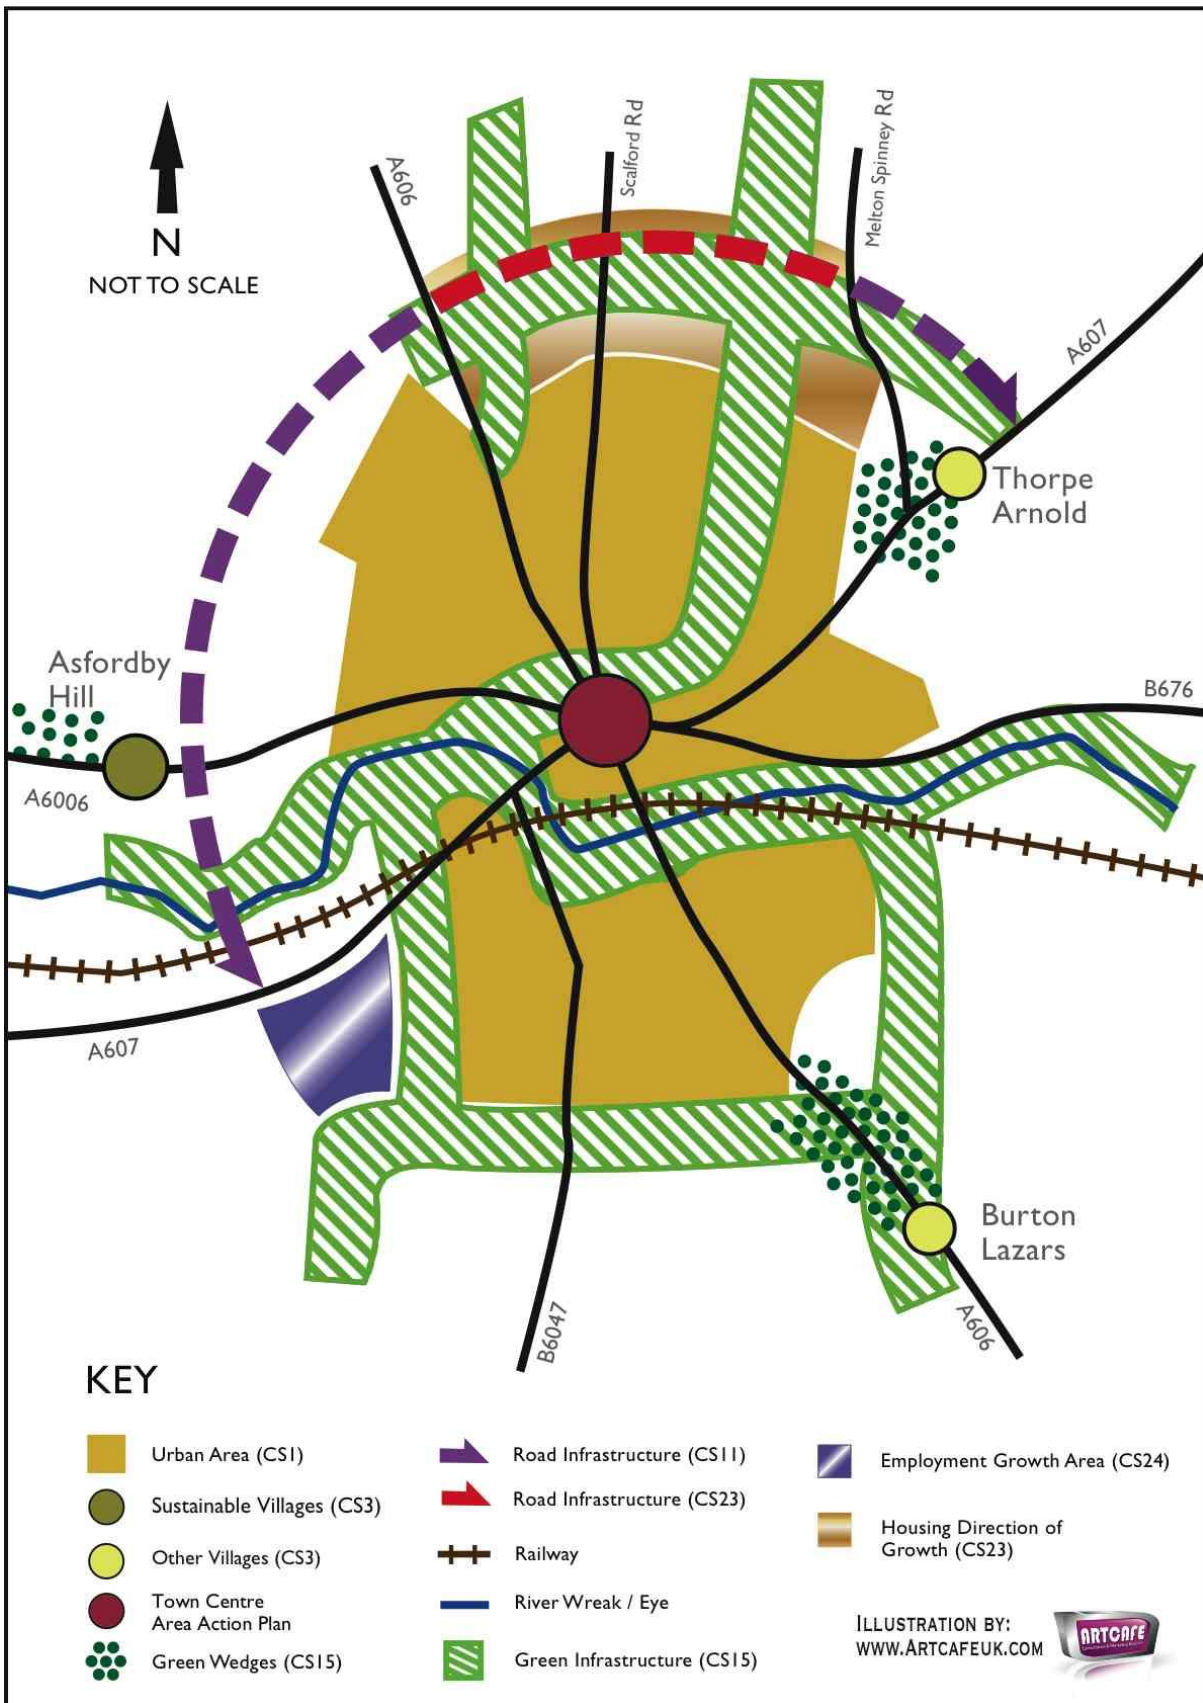 A606
Scalford Rd
Melton Spinney Rd
N
NOT TO SCALE
A607
Thorpe
Arnold
Asfordby
Hill
B676
A6006
A607
Burton
Lazars
B6047
A606
KEY
Urban Area (CS1)
Sustainable Villages (CS3)
Other Villages (CS3)
Town Centre
Area Action Plan
Green Wedges (CS15)
Road Infrastructure (CS11)
Road Infrastructure (CS23)
Railway
River Wreak / Eye
Green Infrastructure (CS15)
Employment Growth Area (CS24)
Housing Direction of
Growth (CS23)
ILLUSTRATION BY:
WWW.ARTCAFEUK.COM
ARTCAFE